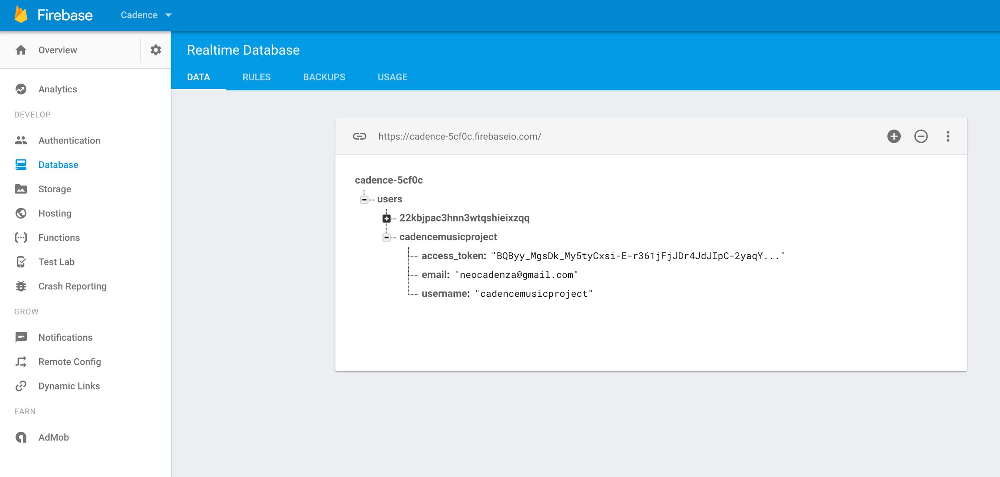 Firebase
Cadence
Overview
Realtime Database
DATA RULES BACKUPS USAGE
Analytics
DEVELOP
Authentication
Database
Storage
Hosting
Functions
Test Lab
Crash Reporting
GROW
Notifications
Remote Config
Dynamic Links
EARN
AdMob
https://cadence-5cf0c.firebaseio.com/
cadence-5cf0c
users
22kbjpac3hnn3wtqshieixzqq
cadencemusicproject
access_token: "BQByy_MgsDk_My5tyCxsi-E-r361jFjJDr4JdJIpC-2yaqY..."
email: "neocadenza@gmail.com"
username: "cadencemusicproject"